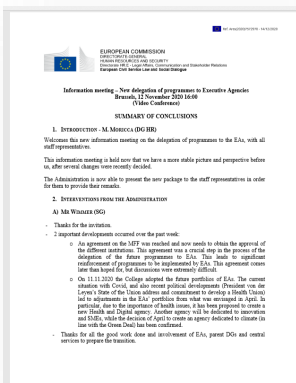 EUROPEAN COMMISSION
DIRECTORATE-GENERAL
HUMAN RESOURCES AND SECURITY
Directorate HR.E - Legal Affairs, Communication and Stakeholder Relations
European Civil Service Law and Social Dialogue
Information meeting – New delegation of programmes to Executive Agencies
Brussels, 12 November 2020 16:00
(Video Conference)
SUMMARY OF CONCLUSIONS
1. INTRODUCTION - M. MORICCA (DG HR)
Welcomes this new information meeting on the delegation of programmes to the EAs, with all
staff representatives.
This information meeting is held now that we have a more stable picture and perspective before
us, after several changes were recently decided.
The Administration is now able to present the new package to the staff representatives in order
for them to provide their remarks.
2. INTERVENTIONS FROM THE ADMINISTRATION
A) MR WIMMER (SG)
- Thanks for the invitation.
- 2 important developments occurred over the past week:
o An agreement on the MFF was reached and now needs to obtain the approval of
the different institutions. This agreement was a crucial step in the process of the
delegation of the future programmes to EAs. This leads to significant
reinforcement of programmes to be implemented by EAs. This agreement comes
later than hoped for, but discussions were extremely difficult.
o On 11.11.2020 the College adopted the future portfolios of EAs. The current
situation with Covid, and also recent political developments (President von der
Leyen's State of the Union address and commitment to develop a Health Union)
led to adjustments in the EAs' portfolios from what was envisaged in April. In
particular, due to the importance of health issues, it has been proposed to create a
new Health and Digital agency. Another agency will be dedicated to innovation
and SMEs, while the decision of April to create an agency dedicated to climate (in
line with the Green Deal) has been confirmed.
- Thanks for all the good work done and involvement of EAs, parent DGs and central
services to prepare the transition.